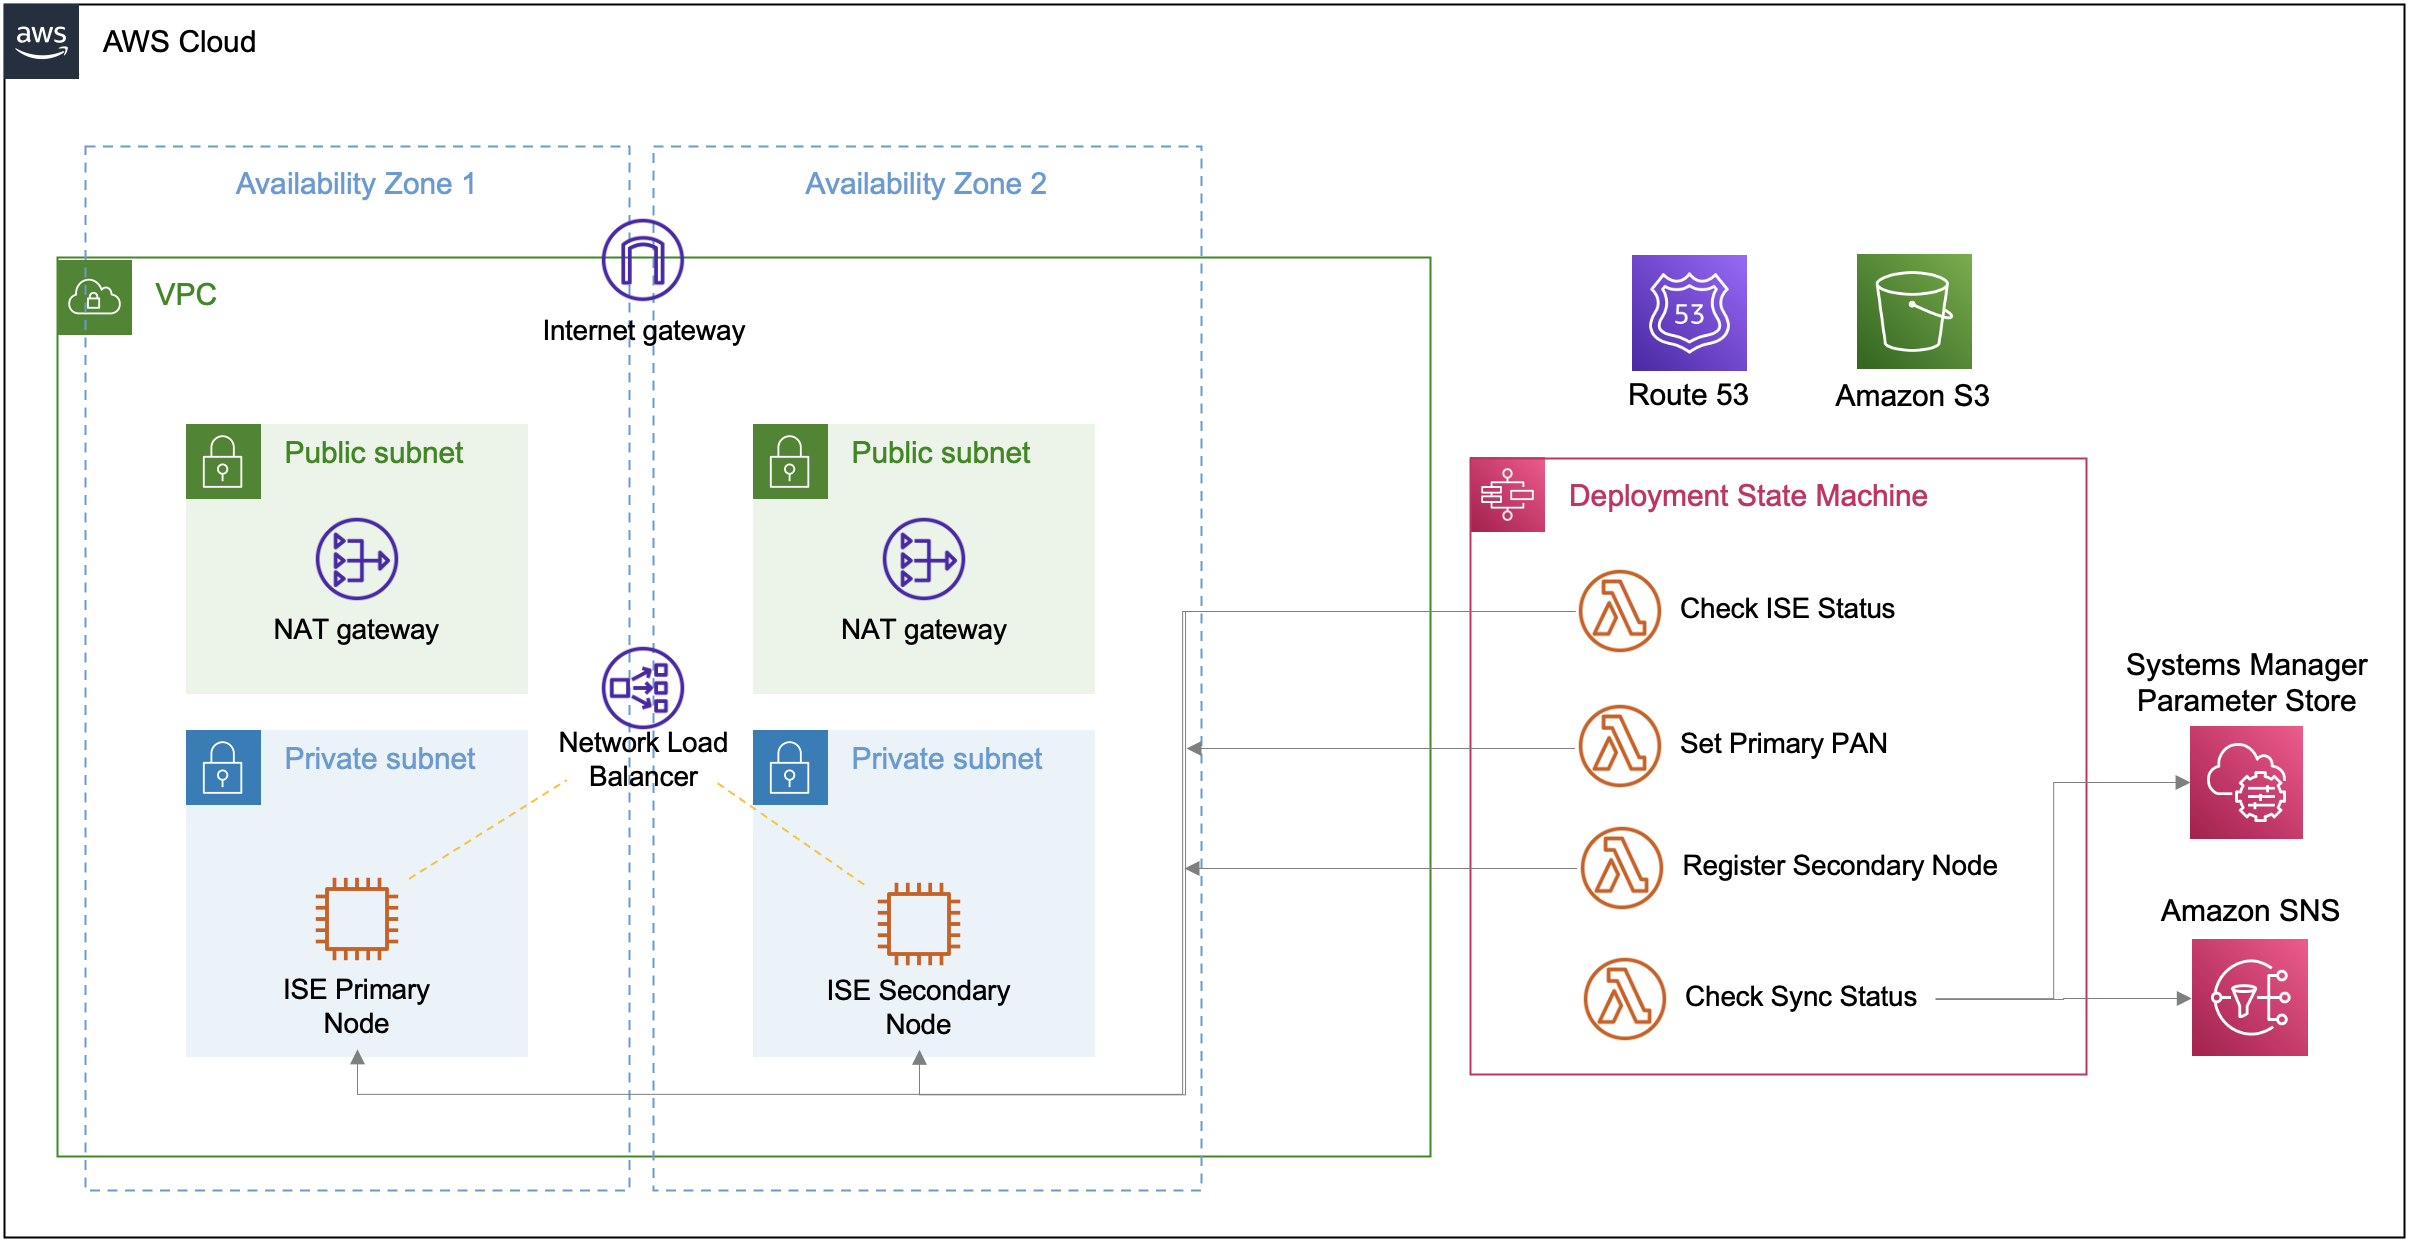 aws
AWS Cloud
Availability Zone 1
Availability Zone 2
VPC
Internet gateway
53
Route 53
Amazon S3
Public subnet
Public subnet
NAT gateway
NAT gateway
Network Load
Balancer
Private subnet
Private subnet
ISE Primary
Node
ISE Secondary
Node
Deployment State Machine
Check ISE Status
Set Primary PAN
Register Secondary Node
Check Sync Status
Systems Manager
Parameter Store
Amazon SNS